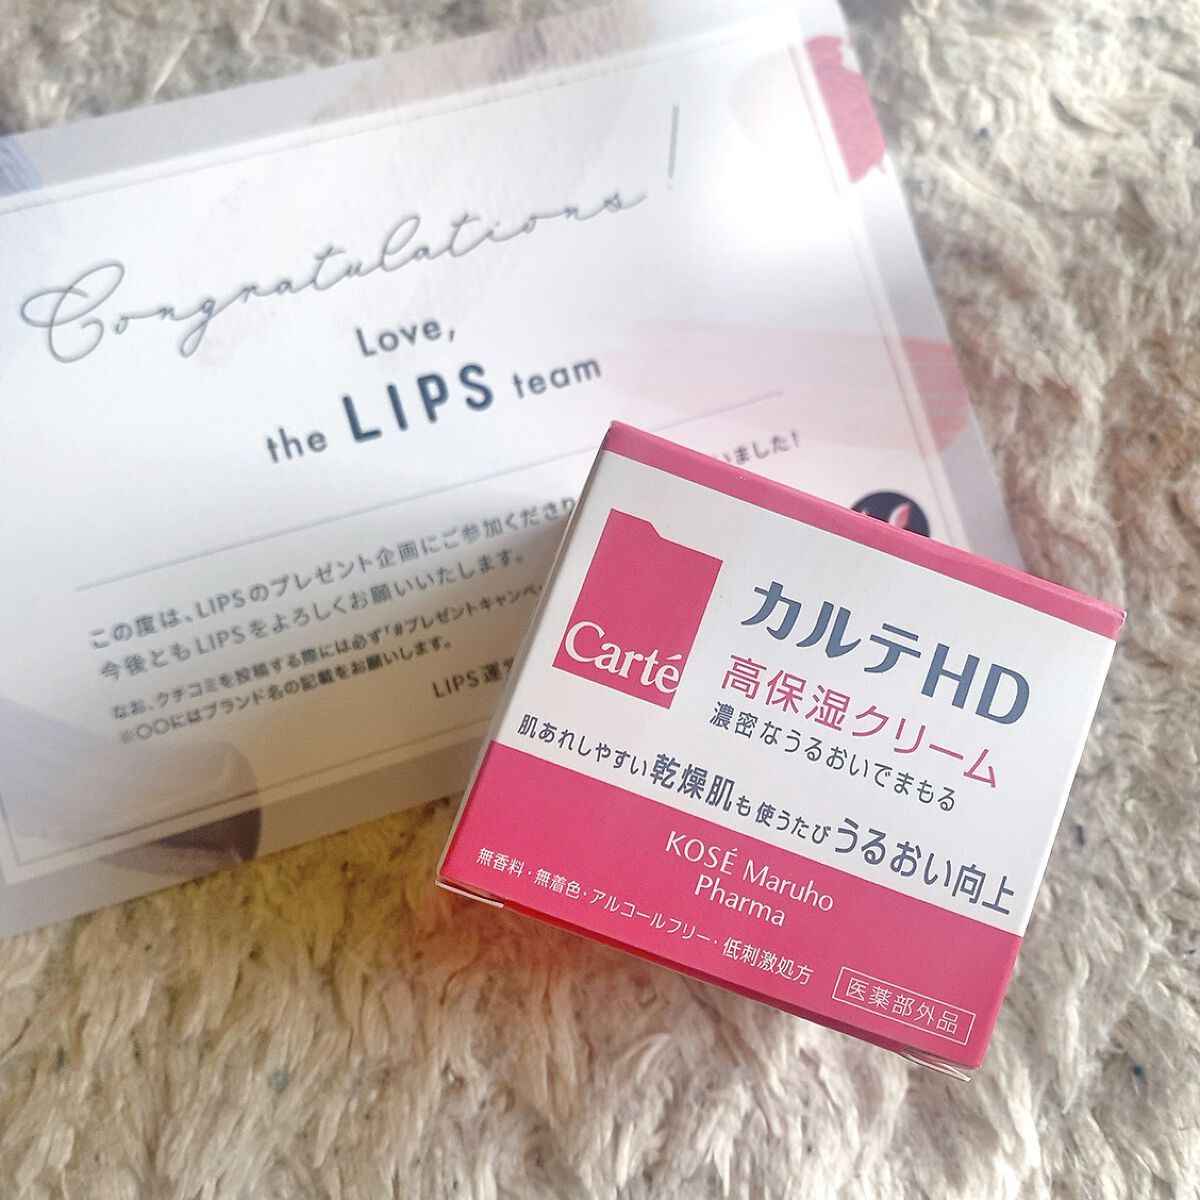 Congratulations!
Love,
the LIPS team
いました!
この度は、LIPSのプレゼント企画にご参加くださり
今後ともLIPSをよろしくお願いいたします。
なお、クチコミを投稿する際には必ず「#プレゼントキャンペ
※〇〇にはブランド名の記載をお願いします。
LIPS運
Carté
カルテHD
高保湿クリーム
濃密なうるおいでまもる
肌あれしやすい乾燥肌も使うたびうるおい向上
KOSÉ Maruho
Pharma
無香料・無着色・アルコールフリー・低刺激処方
医薬部外品